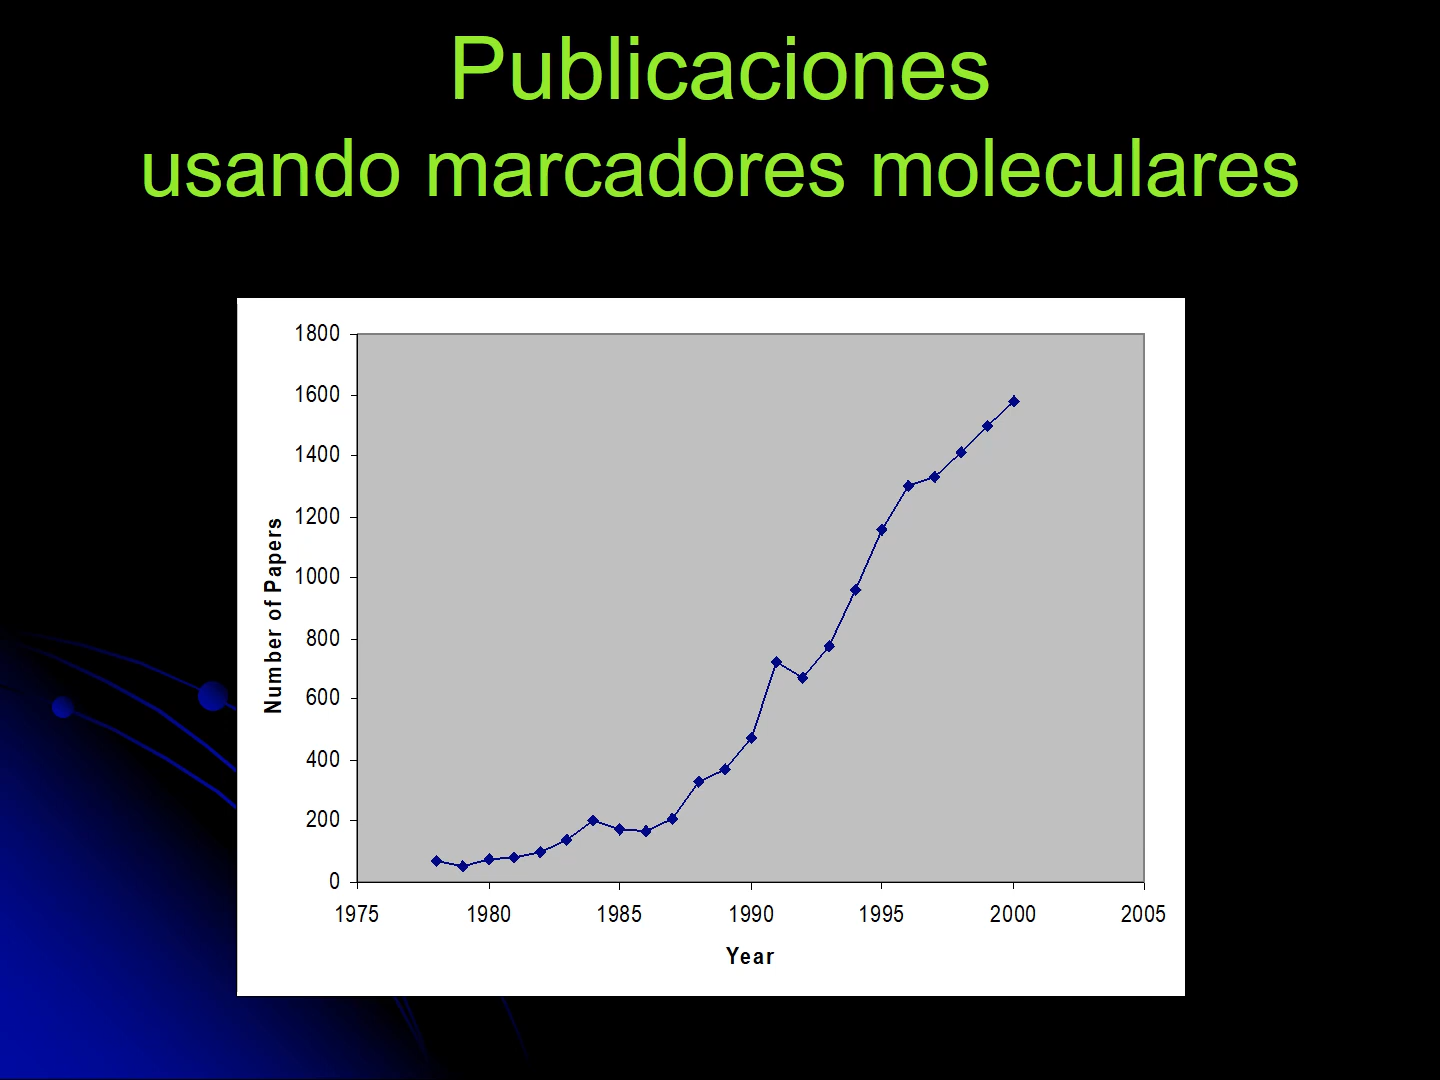 Publicaciones
usando marcadores moleculares
1800
1600
1400
1200
1000
800
600
400
200
0
Number of Papers
1975 1980 1985 1990 1995 2000 2005
Year